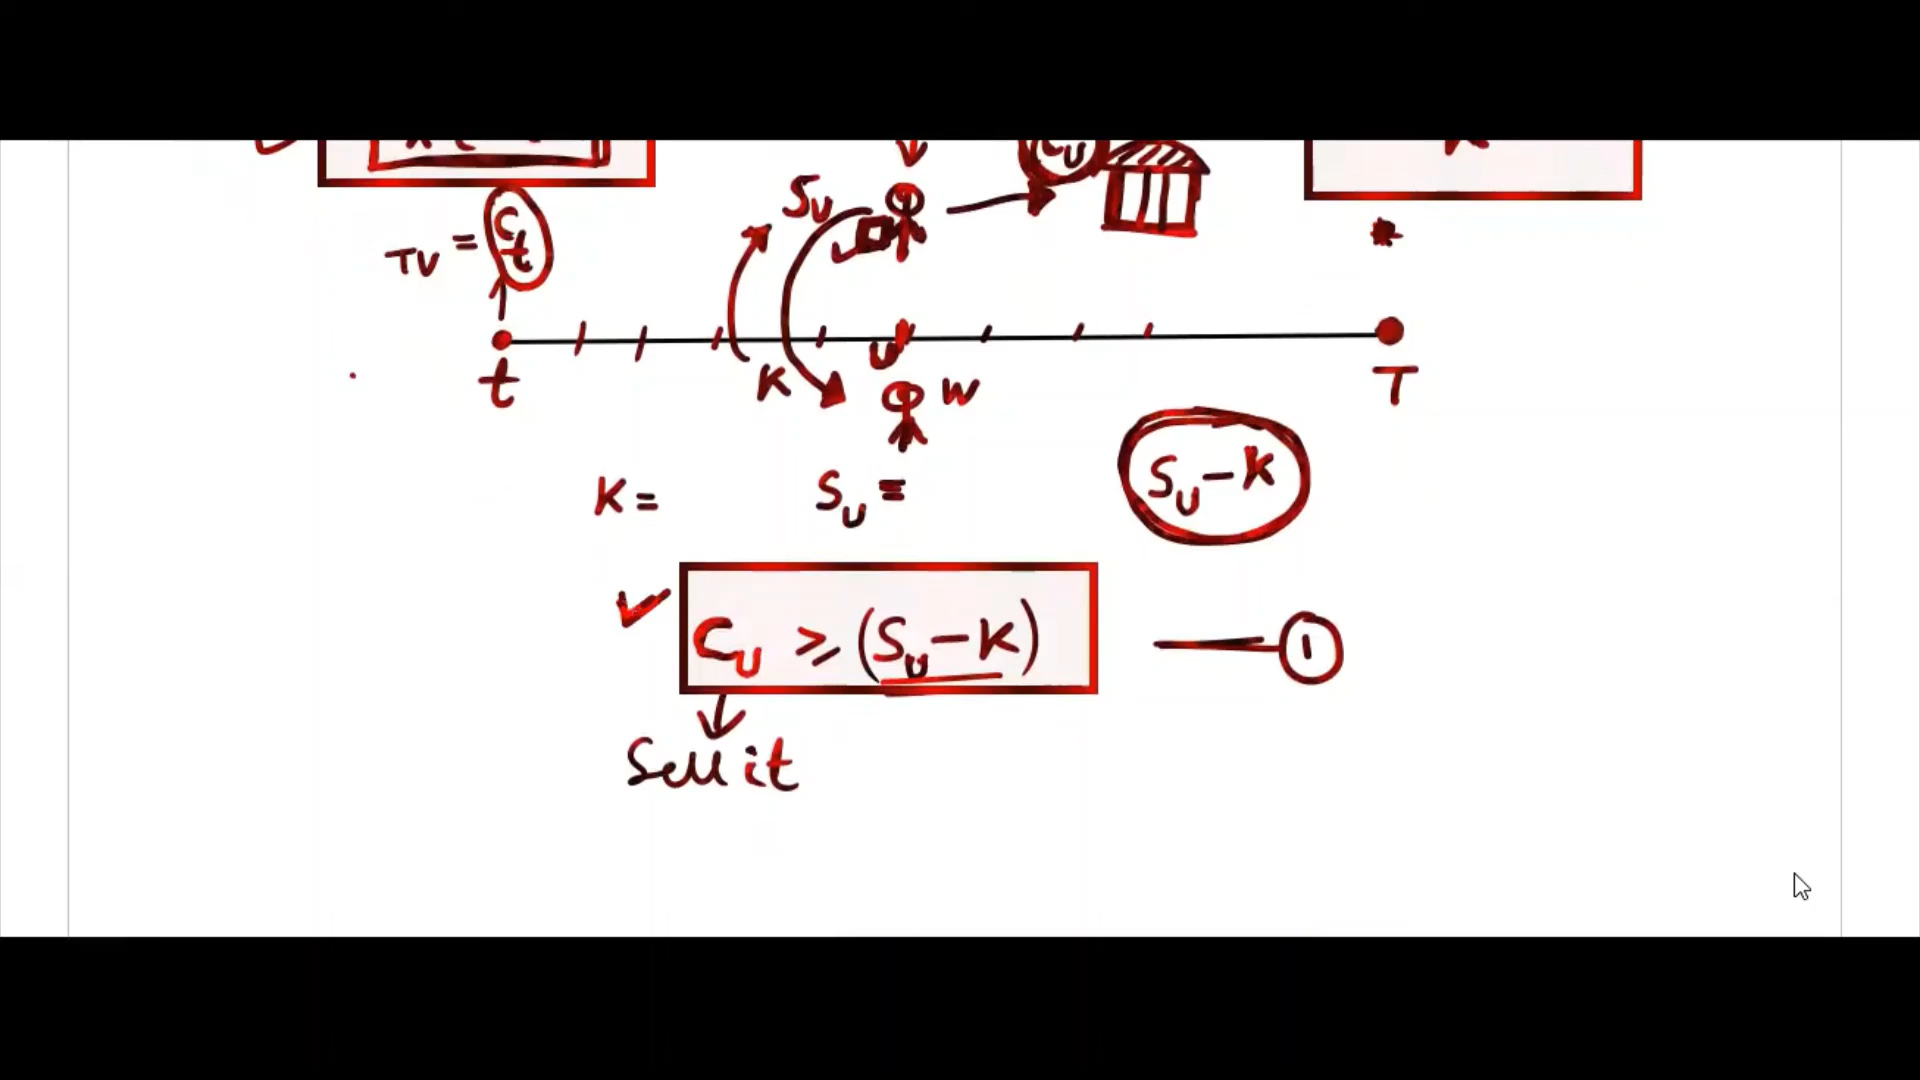 Cu
Su
TV = Ct
u
t
K
W
T
K =
Su =
Su - K
Cu ≥ (Su - K)
1
Sell it